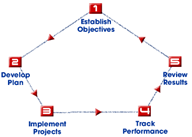 1
Establish
Objectives
2
Develop
Plan
3
Implement
Projects
4
Track
Performance
5
Review
Results